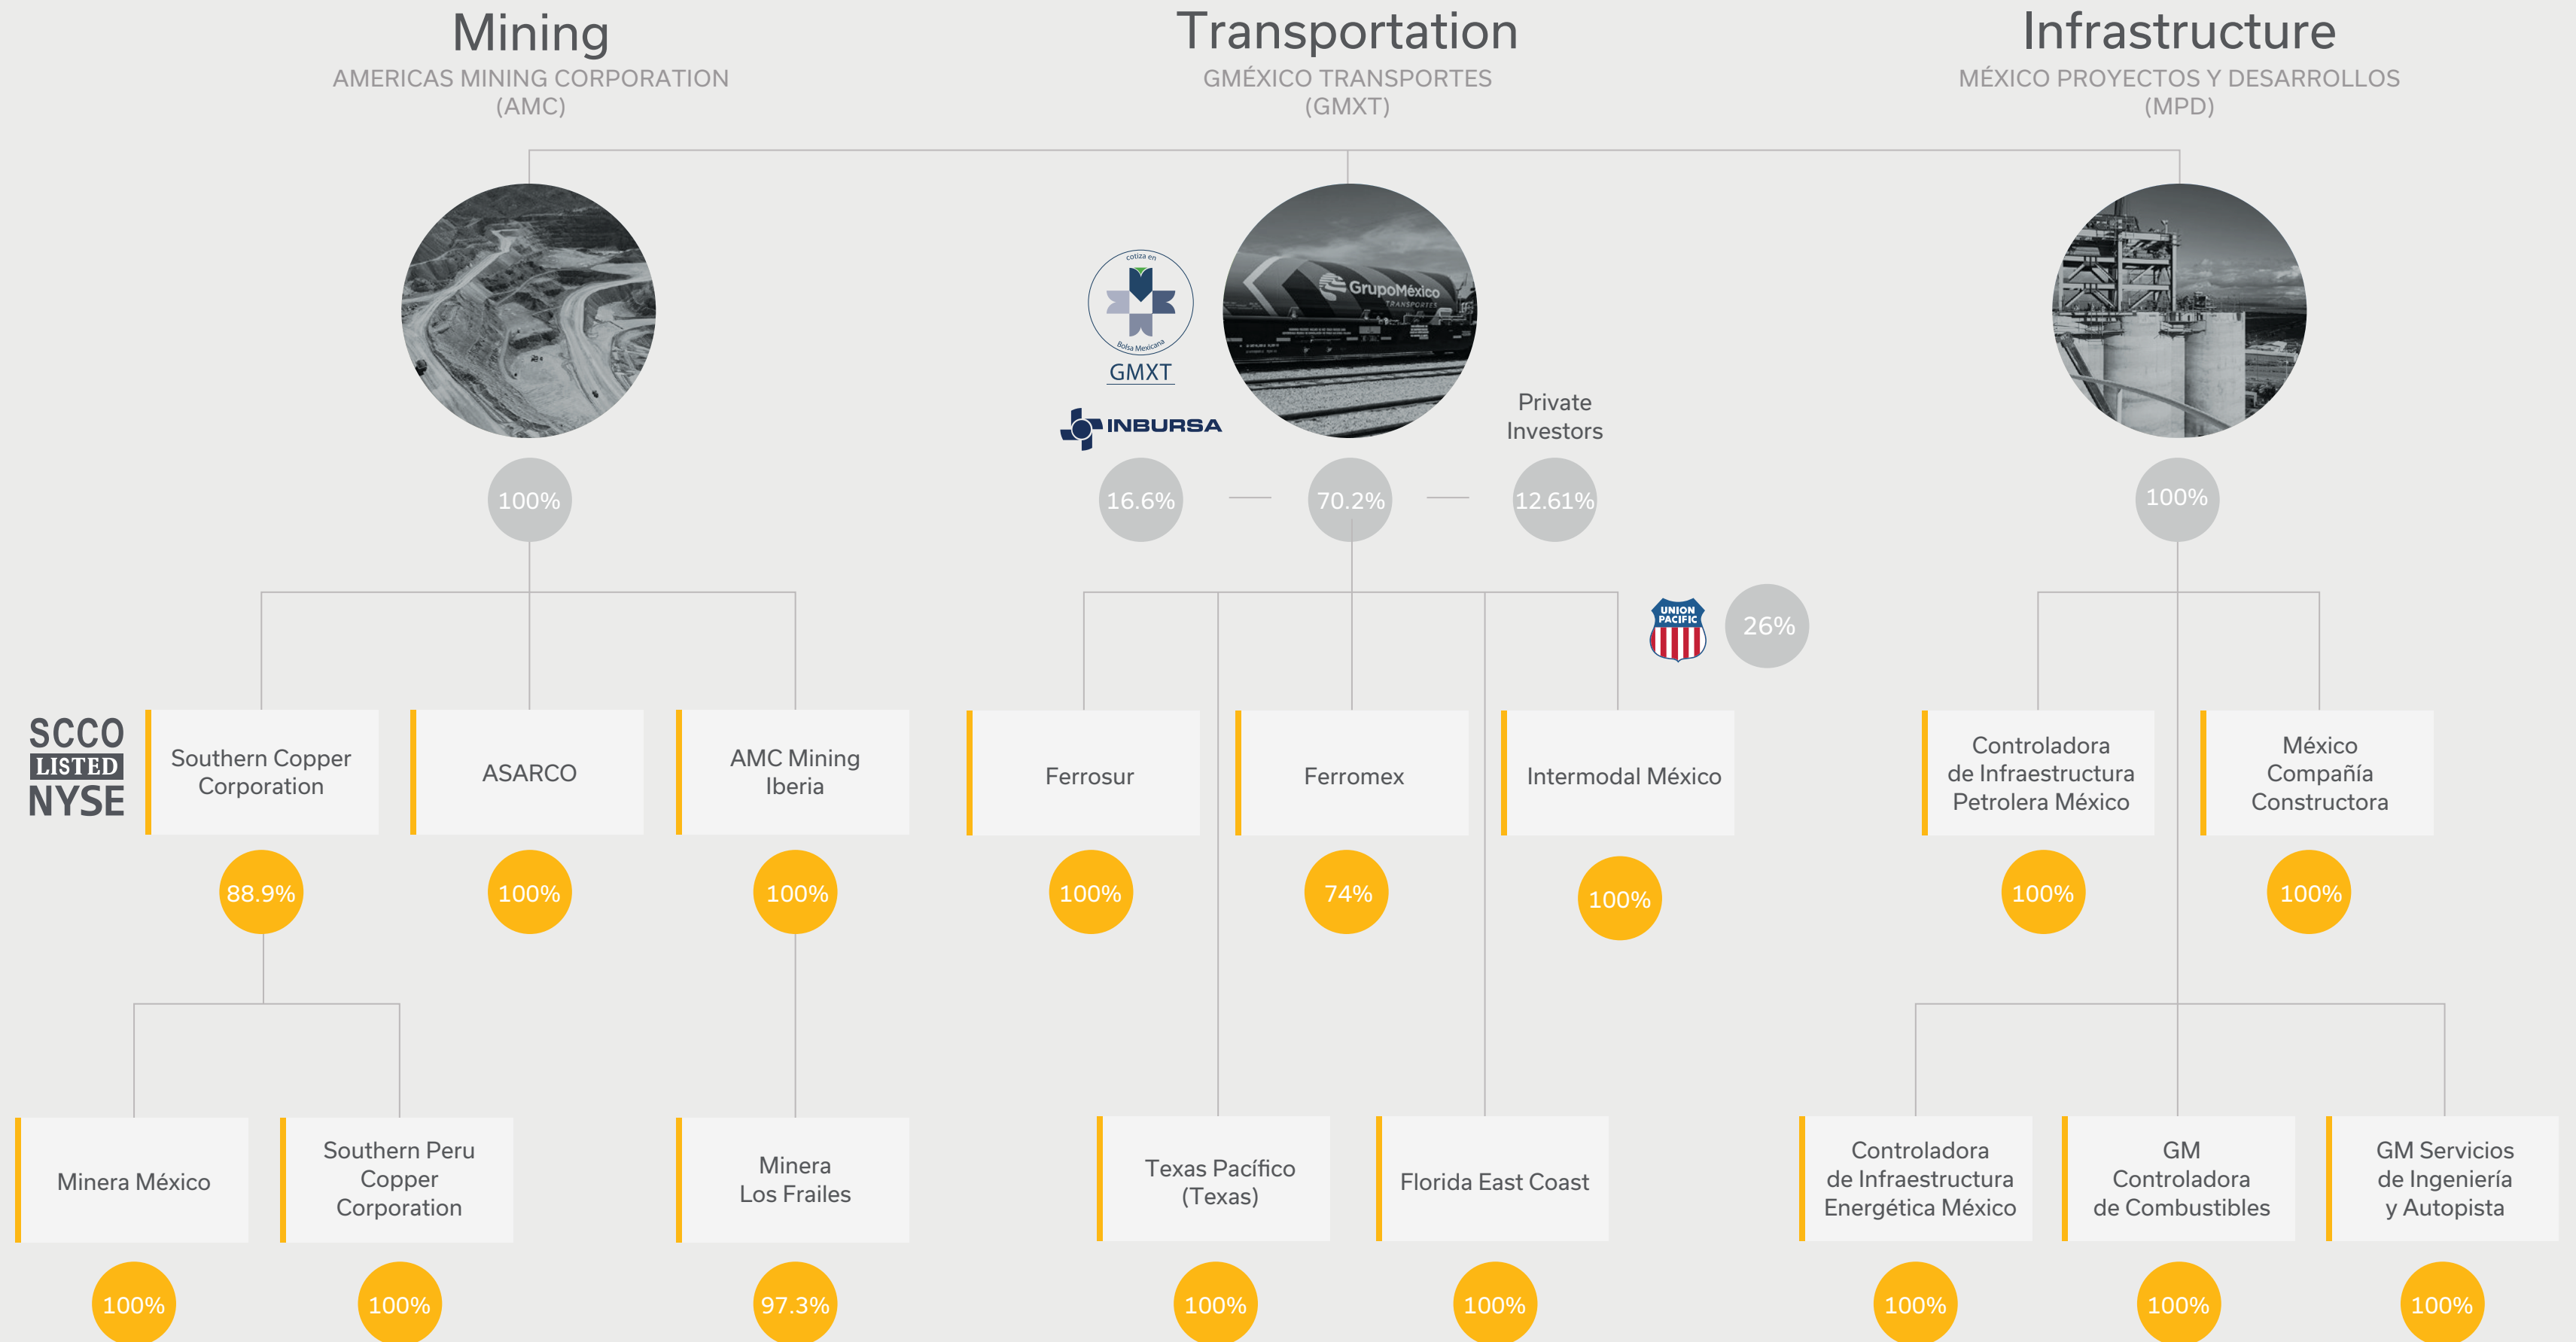 Mining
AMERICAS MINING CORPORATION
(AMC)
Transportation
GMÉXICO TRANSPORTES
(GMXT)
Infrastructure
MÉXICO PROYECTOS Y DESARROLLOS
(MPD)
cotiza en
Bolsa Mexicana
GMXT
INBURSA
GrupoMéxico
TRANSPORTES
Private
Investors
100%
16.6%
70.2%
12.61%
100%
UNION
PACIFIC
26%
SCCO
LISTED
NYSE
Southern Copper
Corporation
88.9%
ASARCO
100%
AMC Mining
Iberia
100%
Ferrosur
100%
Ferromex
74%
Intermodal México
100%
Controladora
de Infraestructura
Petrolera México
100%
México
Compañía
Constructora
100%
Minera México
100%
Southern Peru
Copper
Corporation
100%
Minera
Los Frailes
97.3%
Texas Pacífico
(Texas)
100%
Florida East Coast
100%
Controladora
de Infraestructura
Energética México
100%
GM
Controladora
de Combustibles
100%
GM Servicios
de Ingeniería
y Autopista
100%